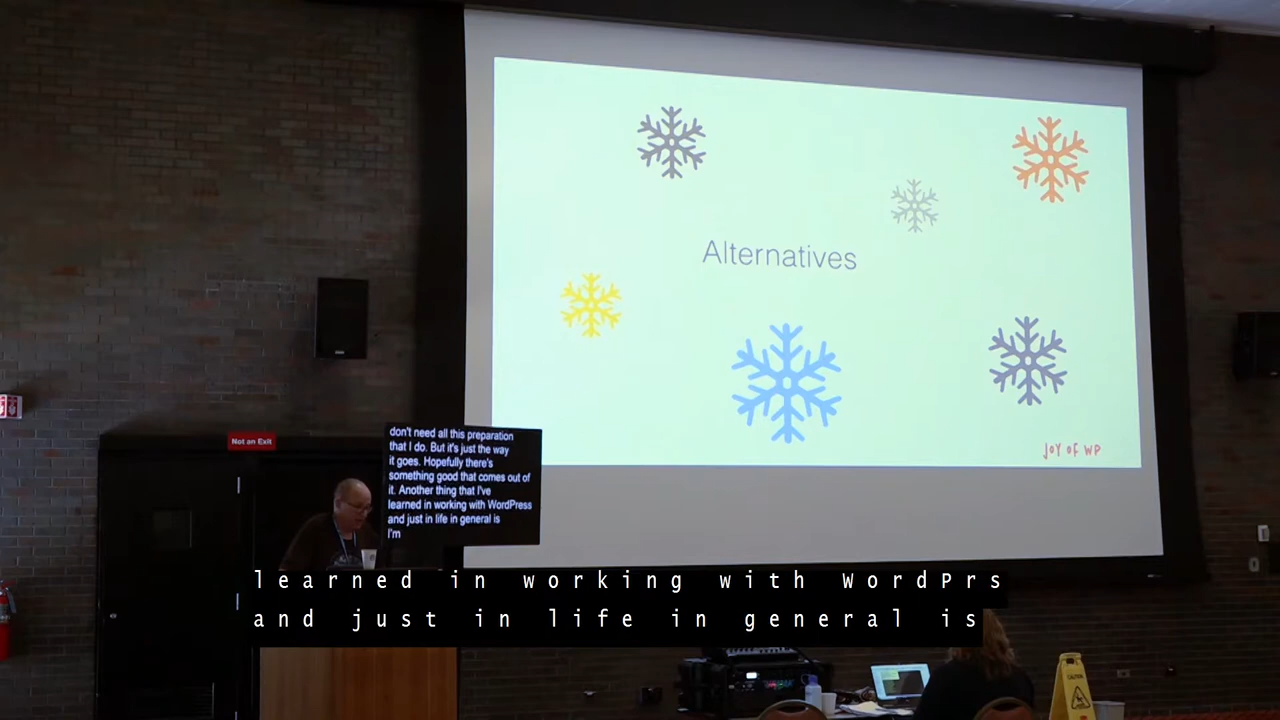 Alternatives
JOY OF WP
Not an Exit
don't need all this preparation
that I do. But it's just the way
it goes. Hopefully there's
something good that comes out of
it. Another thing that I've
learned in working with WordPress
and just in life in general is
I'm
learned in working with WordPrs
and just in life in general is
CAUTION